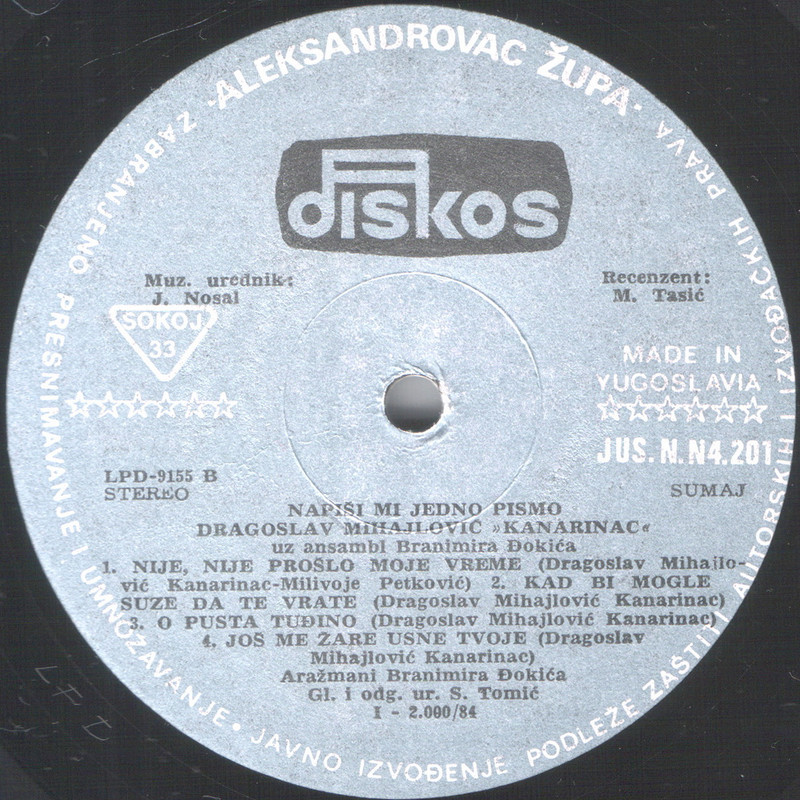 ·ALEKSANDROVAC ŽUPA·
ZABRANJENO PRESNIMAVANJE I UMNOŽAVANJE • JAVNO IZVOĐENJE PODLEŽE ZAŠTITI AUTORSKIH I IZVOĐAČKIH PRAVA
diskos
Muz. urednik:
J. Nosal
Recenzent:
M. Tasić
SOKOJ
33
MADE IN
YUGOSLAVIA
JUS. N. N4.201
LPD-9155 B
STEREO
SUMAJ
NAPIŠI MI JEDNO PISMO
DRAGOSLAV MIHAJLOVIĆ »KANARINAC«
uz ansambl Branimira Đokića
1. NIJE, NIJE PROŠLO MOJE VREME (Dragoslav Mihajlo-
vić Kanarinac-Milivoje Petković) 2. KAD BI MOGLE
SUZE DA TE VRATE (Dragoslav Mihajlović Kanarinac)
3. O PUSTA TUĐINO (Dragoslav Mihajlović Kanarinac)
4. JOŠ ME ŽARE USNE TVOJE (Dragoslav
Mihajlović Kanarinac)
Aražmani Branimira Đokića
Gl. i odg. ur. S. Tomić
I - 2.000/84
LPD